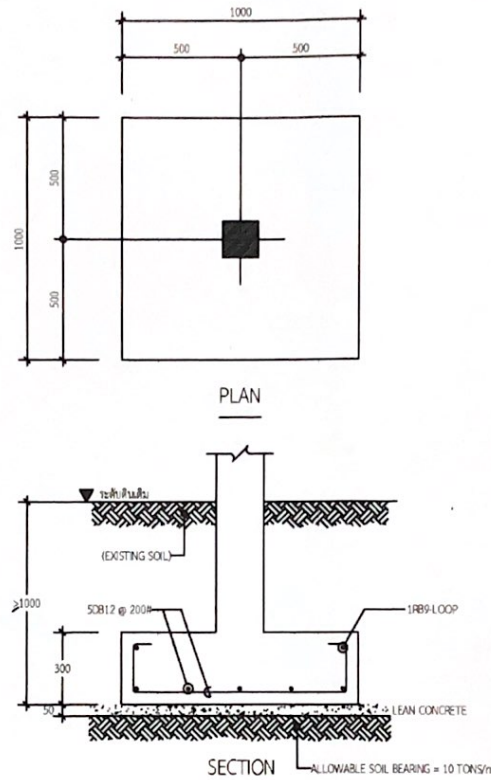 1000
500 500
500
1000
500
PLAN
ระดับดินเดิม
(EXISTING SOIL)
≥1000
5DB12 @ 200#
1RB9-LOOP
300
50
LEAN CONCRETE
SECTION
ALLOWABLE SOIL BEARING = 10 TONS/